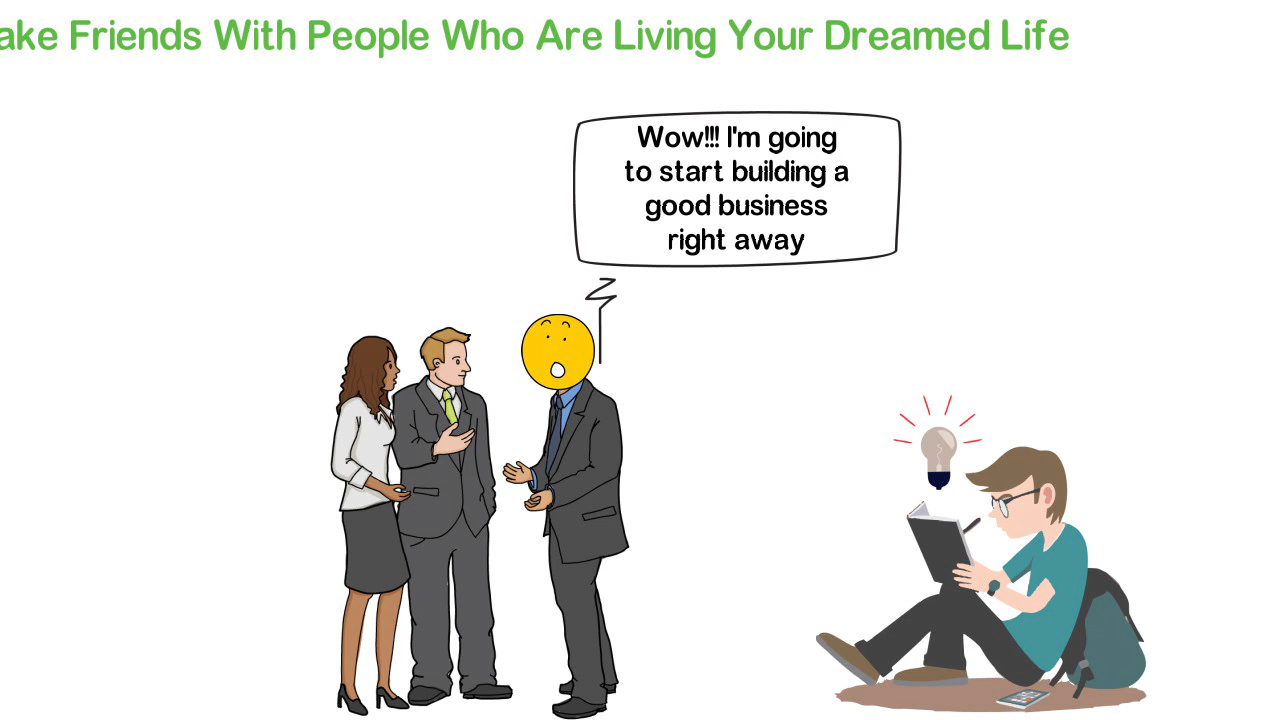 ake Friends With People Who Are Living Your Dreamed Life
Wow!!! I'm going
to start building a
good business
right away